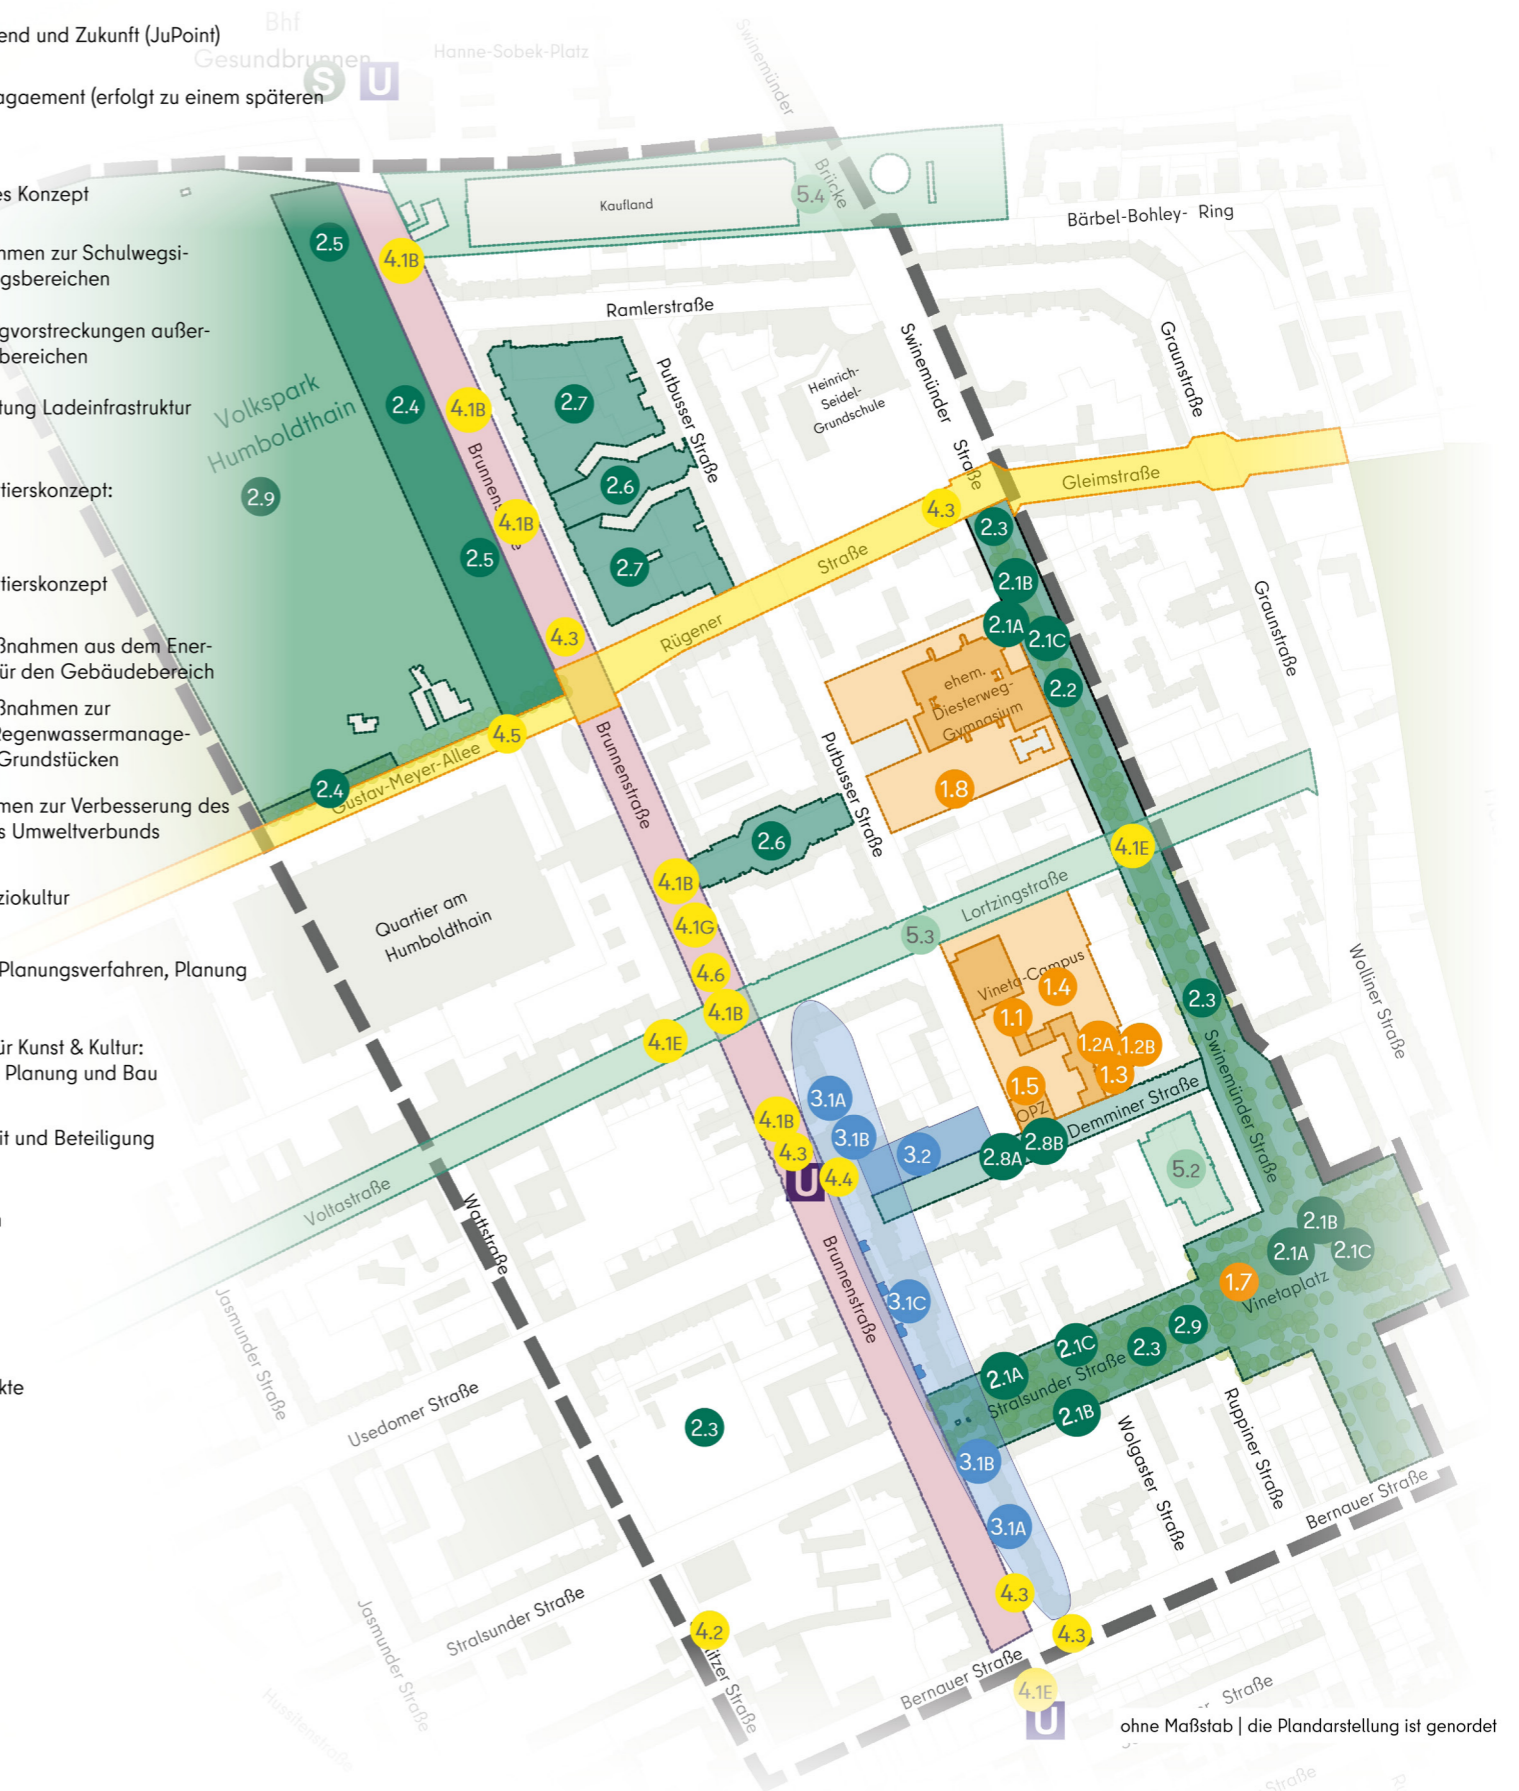 end und Zukunft (JuPoint)
agaement (erfolgt zu einem späteren
es Konzept
hmen zur Schulwegsi-
gsbereichen
gvorstreckungen außer-
bereichen
tung Ladeinfrastruktur
tierskonzept:
tierskonzept
ßnahmen aus dem Ener-
ür den Gebäudebereich
ßnahmen zur
Regenwassermanage-
Grundstücken
men zur Verbesserung des
s Umweltverbunds
ziokultur
Planungsverfahren, Planung
ür Kunst & Kultur:
Planung und Bau
it und Beteiligung
kte
Bhf
Gesundbrunnen
S
U
Hanne-Sobek-Platz
Swinemünder
Brücke
Kaufland
5.4
Bärbel-Bohley- Ring
2.5
4.1B
Ramlerstraße
Volkspark
Humboldthain
2.9
2.4
4.1B
2.7
Putbusser Straße
Heinrich-
Seidel-
Grundschule
Swinemünder Straße
Graunstraße
2.6
4.1B
2.5
2.7
4.3
Gleimstraße
2.3
Straße
Rügener
4.3
2.1B
2.1A
2.1C
2.2
Graunstraße
ehem.
Diesterweg-
Gymnasium
1.8
4.5
Gustav-Meyer-Allee
2.4
Brunnenstraße
Putbusser Straße
2.6
4.1E
4.1B
Lortzingstraße
5.3
Quartier am
Humboldthain
4.1G
4.6
4.1B
4.1E
Vineta-Campus
1.4
1.1
1.2A
1.2B
1.3
1.5
OPZ
2.3
Wolliner Straße
Swinemünder Straße
Demminer Straße
3.1A
4.1B
3.1B
4.3
3.2
2.8A
2.8B
U
4.4
5.2
Voltastraße
Wattstraße
Brunnenstraße
3.1C
2.1B
2.1A
2.1C
1.7
Vinetaplatz
Jasmunder Straße
Usedomer Straße
2.9
2.3
2.1C
2.1A
Stralsunder Straße
2.1B
2.3
Wolgaster Straße
Ruppiner Straße
3.1B
3.1A
Bernauer Straße
Stralsunder Straße
Jasmunder Straße
4.2
itzer Straße
4.3
4.3
Bernauer Straße
4.1E
U
Straße
ohne Maßstab | die Plandarstellung ist genordet
Straße